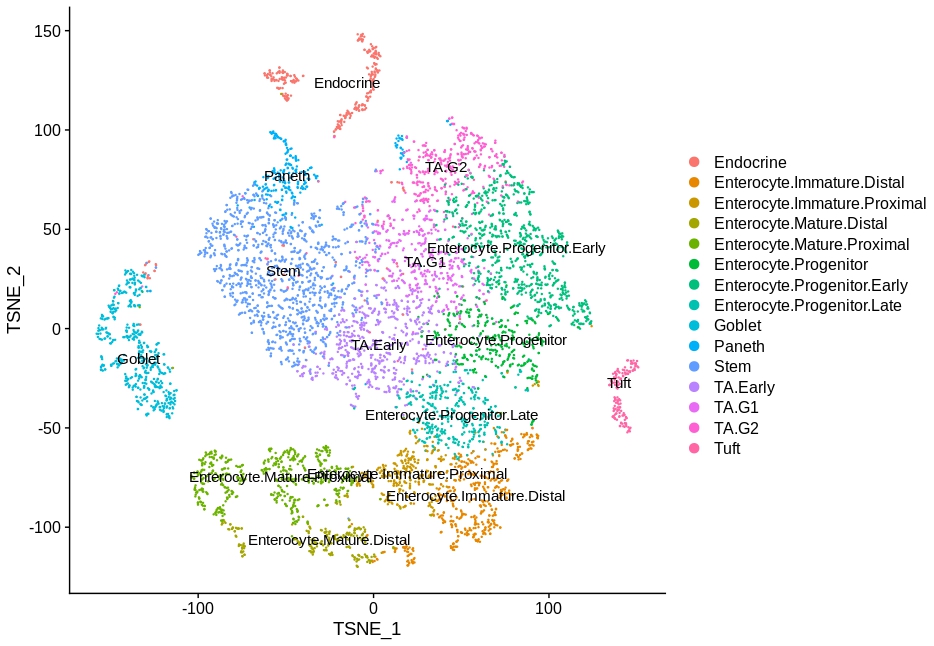 150
100
50
0
-50
-100
-100
0
100
TSNE_2
TSNE_1
Endocrine
Paneth
TA.G2
Enterocyte.Progenitor.Early
TA.G1
Stem
Enterocyte.Progenitor
TA.Early
Goblet
Tuft
Enterocyte.Progenitor.Late
Enterocyte.Immature.Proximal
Enterocyte.Mature.Proximal
Enterocyte.Immature.Distal
Enterocyte.Mature.Distal
Endocrine
Enterocyte.Immature.Distal
Enterocyte.Immature.Proximal
Enterocyte.Mature.Distal
Enterocyte.Mature.Proximal
Enterocyte.Progenitor
Enterocyte.Progenitor.Early
Enterocyte.Progenitor.Late
Goblet
Paneth
Stem
TA.Early
TA.G1
TA.G2
Tuft